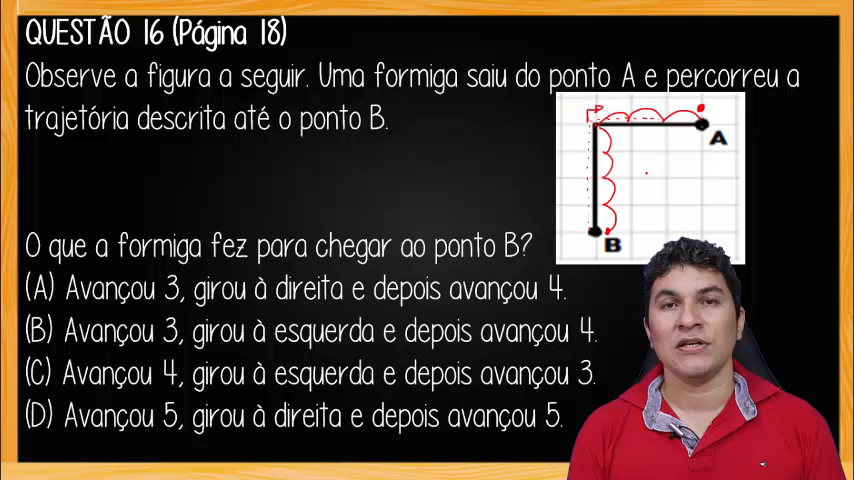 QUESTÃO 16 (Página 18)
Observe a figura a seguir. Uma formiga saiu do ponto A e percorreu a
trajetória descrita até o ponto B.
A
B
O que a formiga fez para chegar ao ponto B?
(A) Avançou 3, girou à direita e depois avançou 4.
(B) Avançou 3, girou à esquerda e depois avançou 4.
(C) Avançou 4, girou à esquerda e depois avançou 3.
(D) Avançou 5, girou à direita e depois avançou 5.